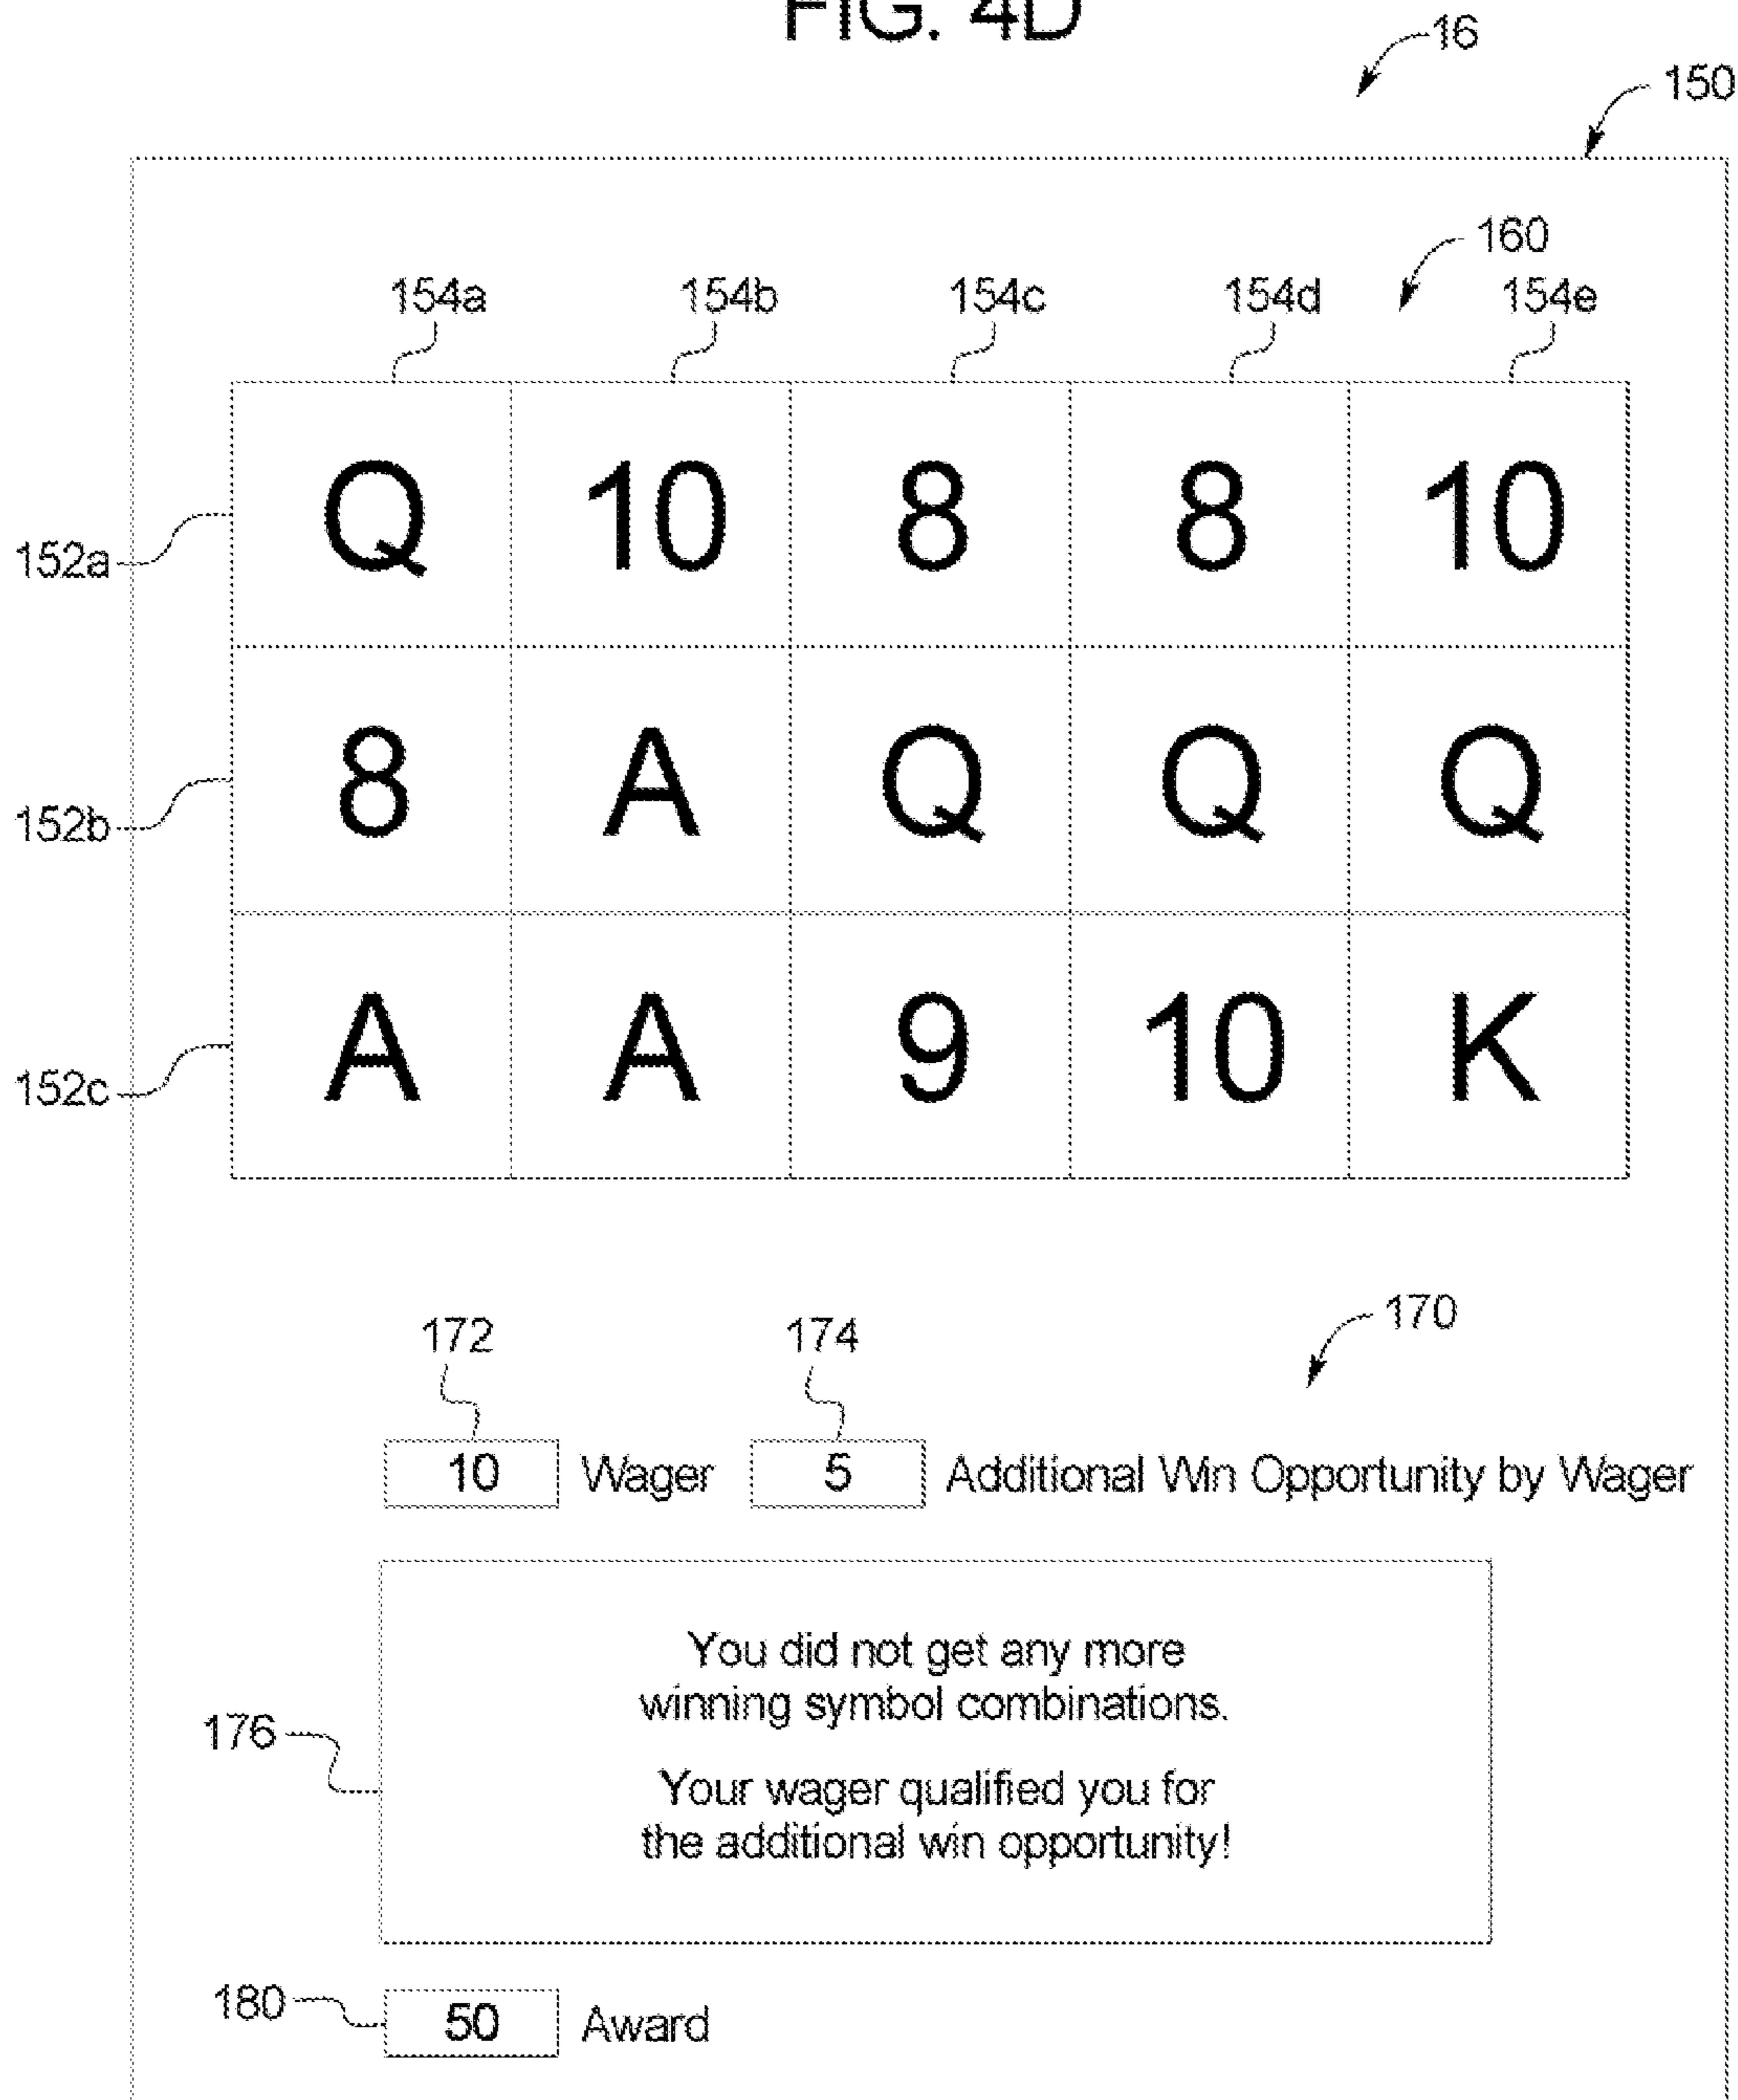 FIG. 4D
16
150
160
154a 154b 154c 154d 154e
Q 10 8 8 10
152a
8 A Q Q Q
152b
A A 9 10 K
152c
170
172 174
10 Wager 5 Additional Win Opportunity by Wager
You did not get any more
winning symbol combinations.
176
Your wager qualified you for
the additional win opportunity!
180
50 Award